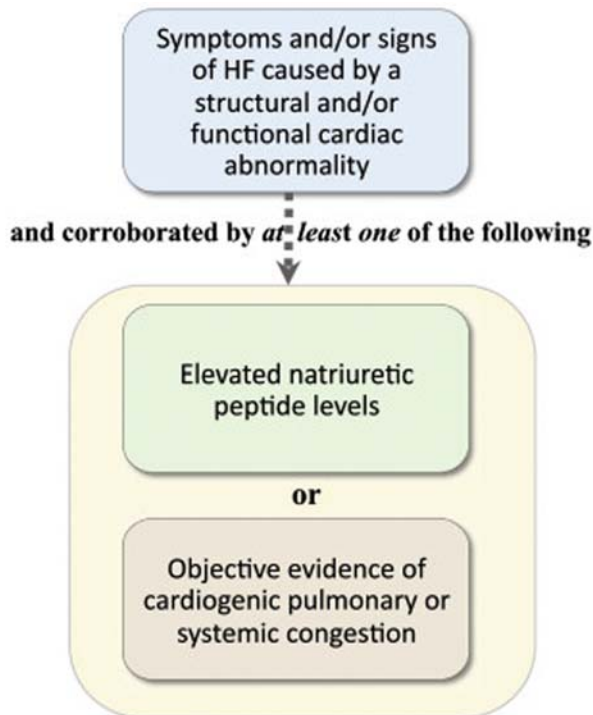 Symptoms and/or signs
of HF caused by a
structural and/or
functional cardiac
abnormality
and corroborated by at least one of the following
Elevated natriuretic
peptide levels
or
Objective evidence of
cardiogenic pulmonary or
systemic congestion